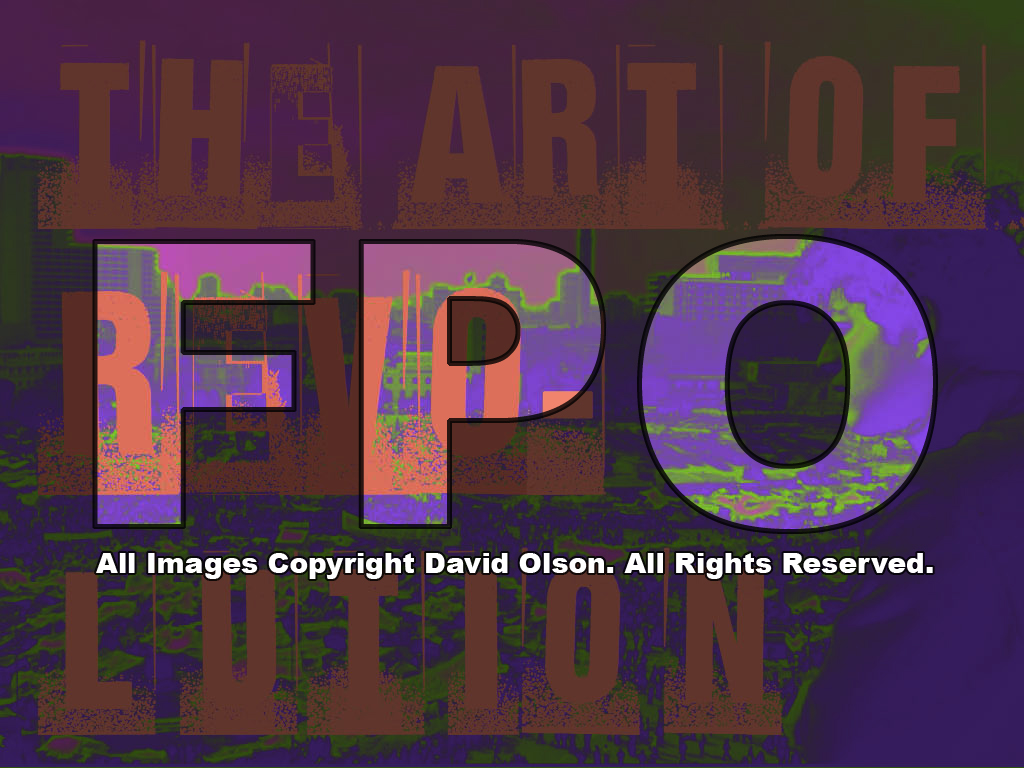 THE ART OF
REVO-
FPO
All Images Copyright David Olson. All Rights Reserved.
LUTION